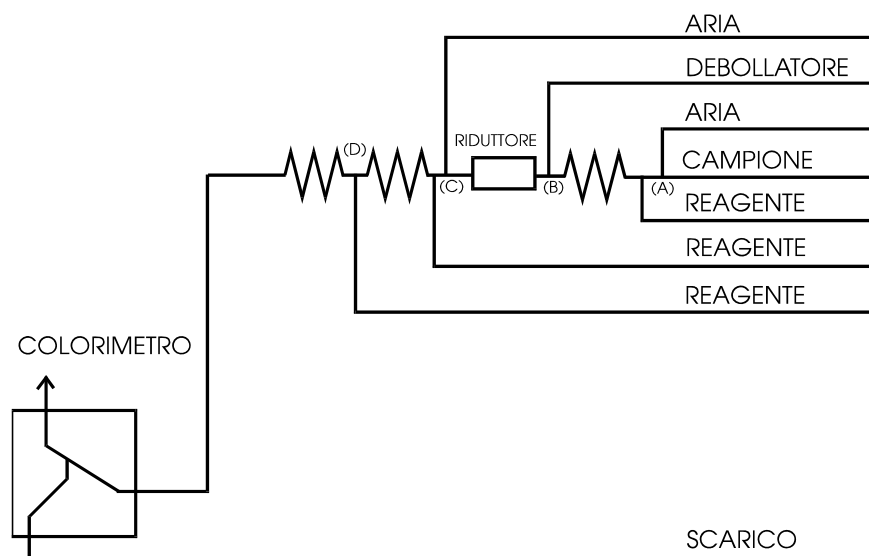 ARIA
DEBOLLATORE
ARIA
RIDUTTORE
(D)
CAMPIONE
(C)
(B)
(A)
REAGENTE
REAGENTE
REAGENTE
COLORIMETRO
SCARICO